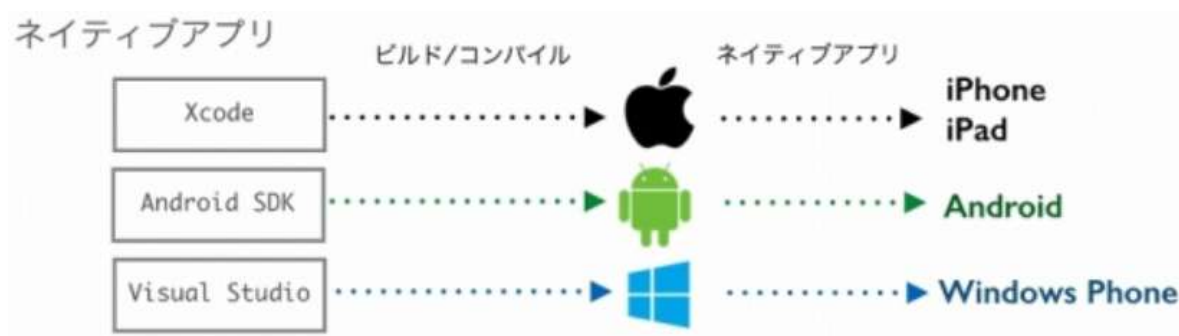 ネイティブアプリ
ビルド/コンパイル
ネイティブアプリ
Xcode
iPhone
iPad
Android SDK
Android
Visual Studio
Windows Phone